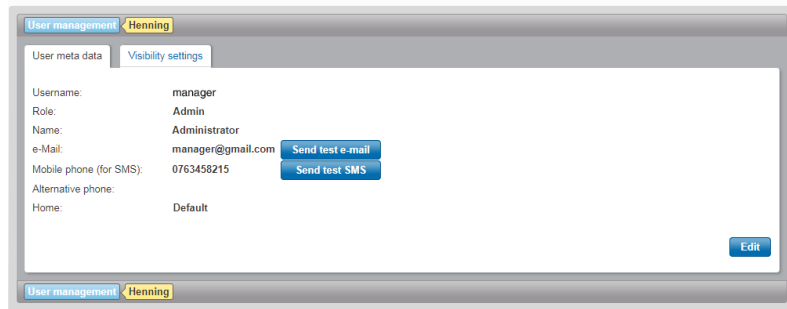 User management Henning
User meta data Visibility settings
Username: manager
Role: Admin
Name: Administrator
e-Mail: manager@gmail.com Send test e-mail
Mobile phone (for SMS): 0763458215 Send test SMS
Alternative phone:
Home: Default
Edit
User management Henning